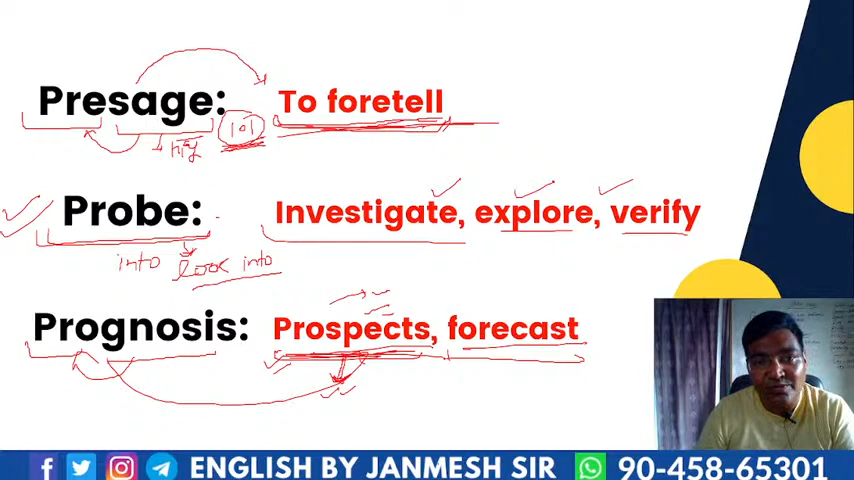 Presage: To foretell
101
Probe: Investigate, explore, verify
into look into
Prognosis: Prospects, forecast
ENGLISH BY JANMESH SIR 90-458-65301